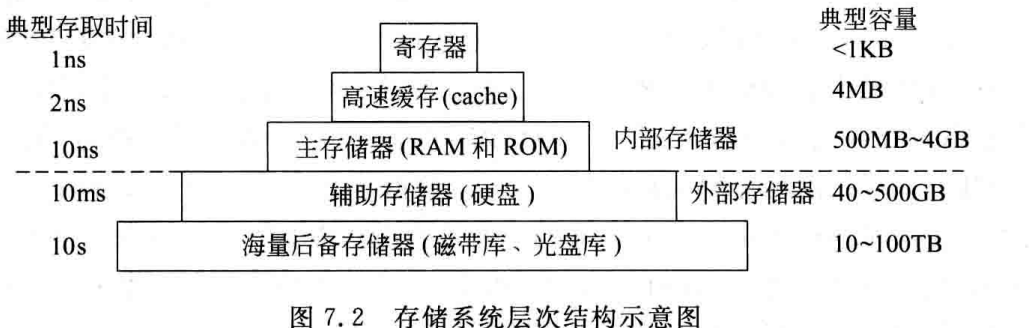 典型存取时间 典型容量
1ns 寄存器 <1KB
2ns 高速缓存(cache) 4MB
10ns 主存储器(RAM 和 ROM) 内部存储器 500MB~4GB
10ms 辅助存储器(硬盘) 外部存储器 40~500GB
10s 海量后备存储器(磁带库、光盘库) 10~100TB
图 7.2 存储系统层次结构示意图